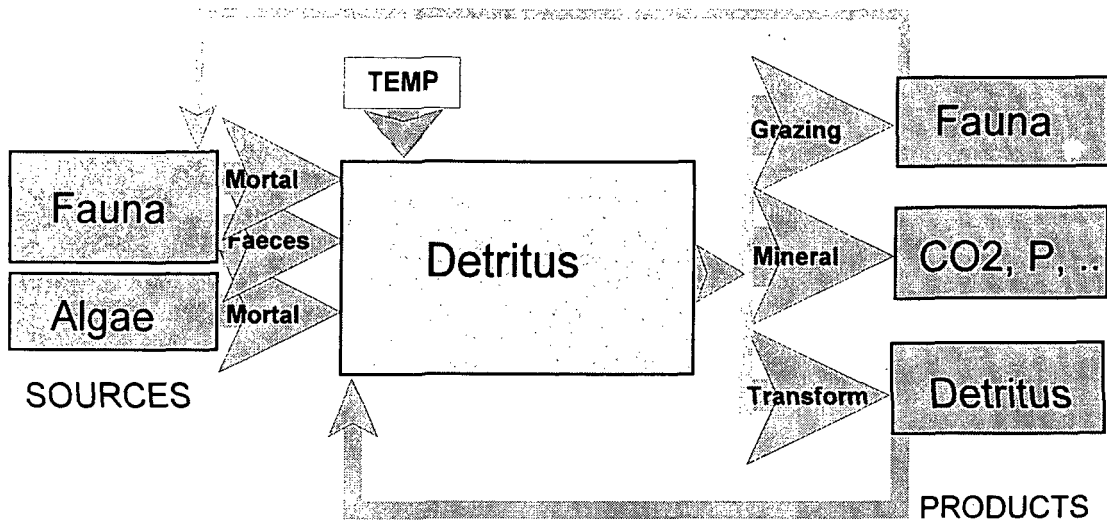 TEMP
Fauna
Algae
SOURCES
Mortal
Faeces
Mortal
Detritus
Grazing
Mineral
Transform
Fauna
CO2, P, ..
Detritus
PRODUCTS